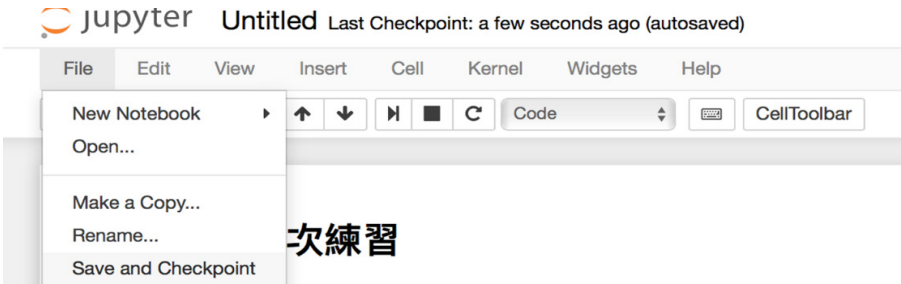 jupyter Untitled Last Checkpoint: a few seconds ago (autosaved)
File Edit View Insert Cell Kernel Widgets Help
New Notebook Code CellToolbar
Open...
Make a Copy...
Rename...
次練習
Save and Checkpoint